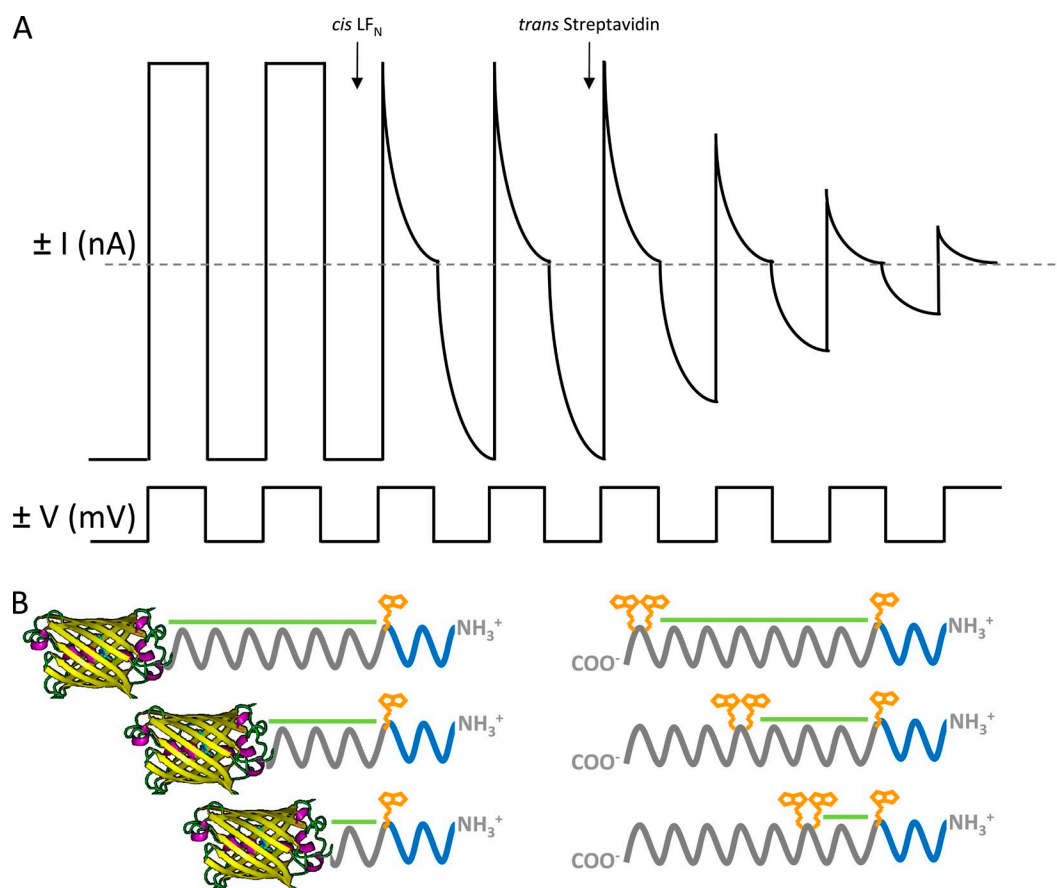 A
cis LFN
trans Streptavidin
± I (nA)
± V (mV)
B
NH3+
NH3+
COO-
NH3+
NH3+
COO-
NH3+
NH3+
COO-